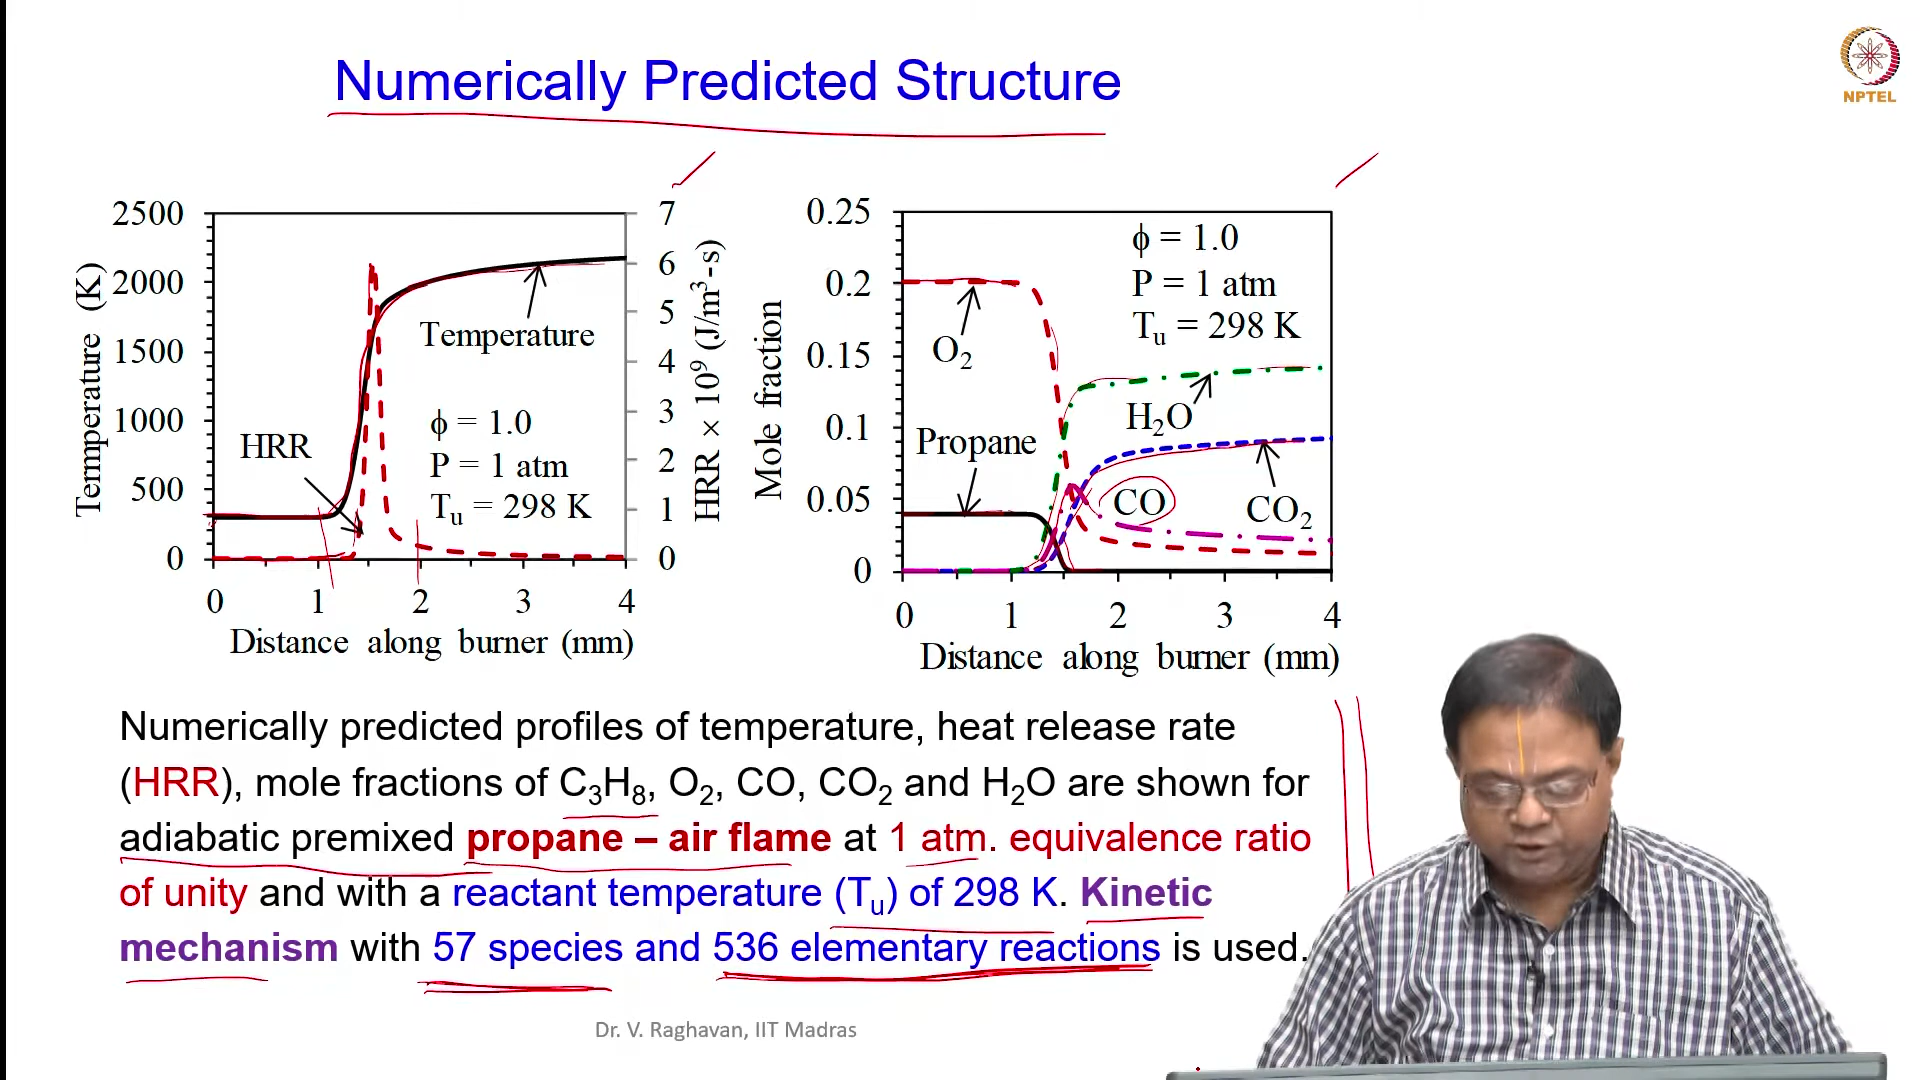 Numerically Predicted Structure
NPTEL
2500
2000
1500
1000
500
0
Termperature (K)
0 1 2 3 4
Distance along burner (mm)
7
6
5
4
3
2
1
0
HRR × 10⁹ (J/m³-s)
Temperature
HRR
ϕ = 1.0
P = 1 atm
Tᵤ = 298 K
0.25
0.2
0.15
0.1
0.05
0
Mole fraction
0 1 2 3 4
Distance along burner (mm)
ϕ = 1.0
P = 1 atm
Tᵤ = 298 K
O₂
H₂O
Propane
CO
CO₂
Numerically predicted profiles of temperature, heat release rate
(HRR), mole fractions of C₃H₈, O₂, CO, CO₂ and H₂O are shown for
adiabatic premixed propane – air flame at 1 atm. equivalence ratio
of unity and with a reactant temperature (Tᵤ) of 298 K. Kinetic
mechanism with 57 species and 536 elementary reactions is used.
Dr. V. Raghavan, IIT Madras